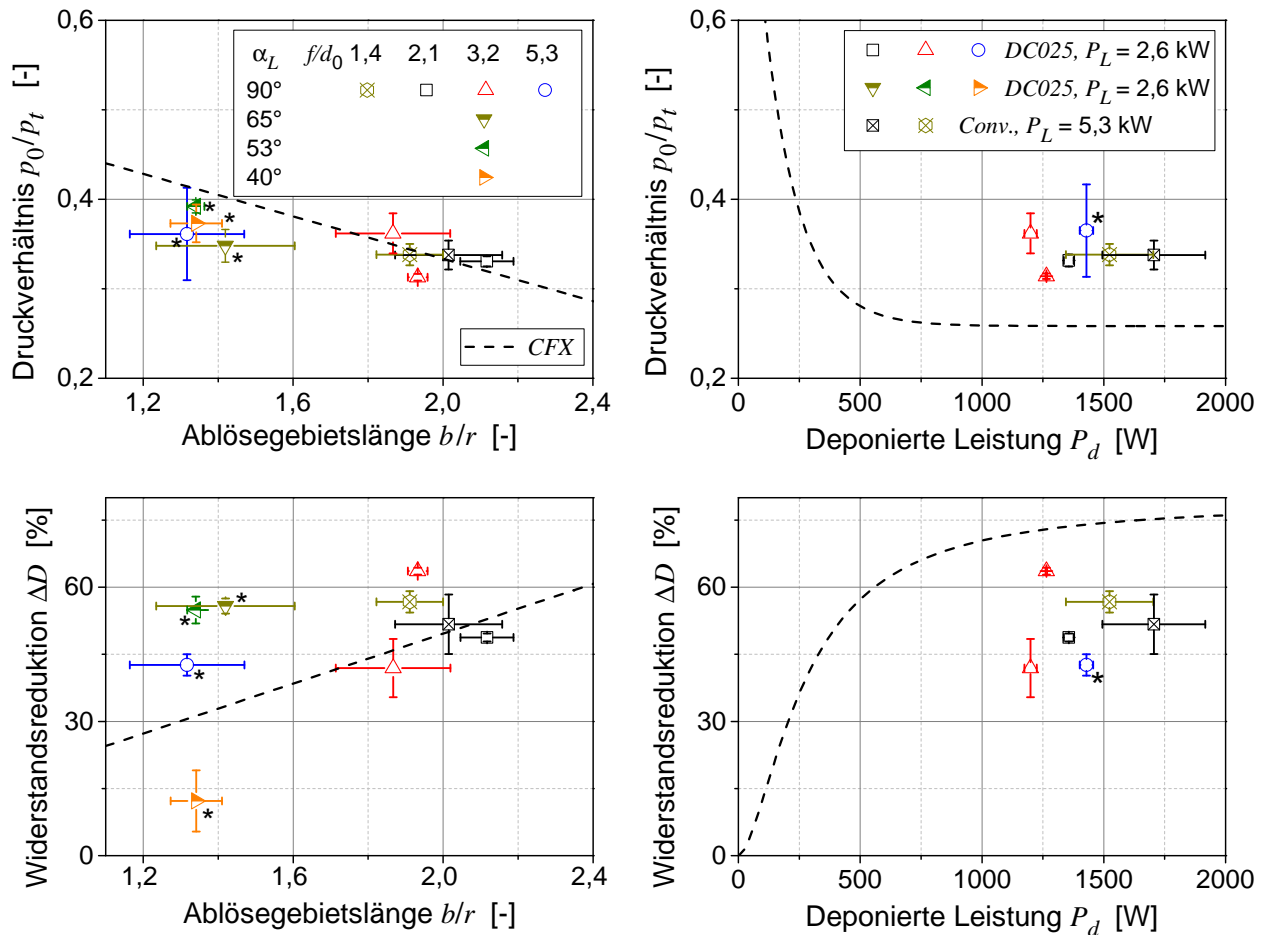 0,6
0,4
0,2
Druckverhältnis p0/pt [-]
αL f/d0 1,4 2,1 3,2 5,3
90°
65°
53°
40°
*
*
*
*
CFX
1,2 1,6 2,0 2,4
Ablösegebietslänge b/r [-]
0,6
0,4
0,2
Druckverhältnis p0/pt [-]
DC025, PL = 2,6 kW
DC025, PL = 2,6 kW
Conv., PL = 5,3 kW
*
0 500 1000 1500 2000
Deponierte Leistung Pd [W]
60
30
0
Widerstandsreduktion ΔD [%]
*
*
*
*
1,2 1,6 2,0 2,4
Ablösegebietslänge b/r [-]
60
30
0
Widerstandsreduktion ΔD [%]
*
0 500 1000 1500 2000
Deponierte Leistung Pd [W]